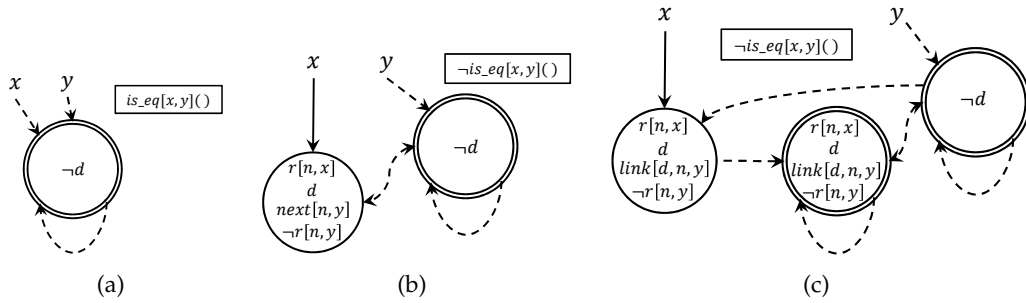 x
y
is_eq[x, y]( )
¬d
(a)
x
y
¬is_eq[x, y]( )
¬d
r[n, x]
d
next[n, y]
¬r[n, y]
(b)
x
y
¬is_eq[x, y]( )
¬d
r[n, x]
d
link[d, n, y]
¬r[n, y]
r[n, x]
d
link[d, n, y]
¬r[n, y]
(c)